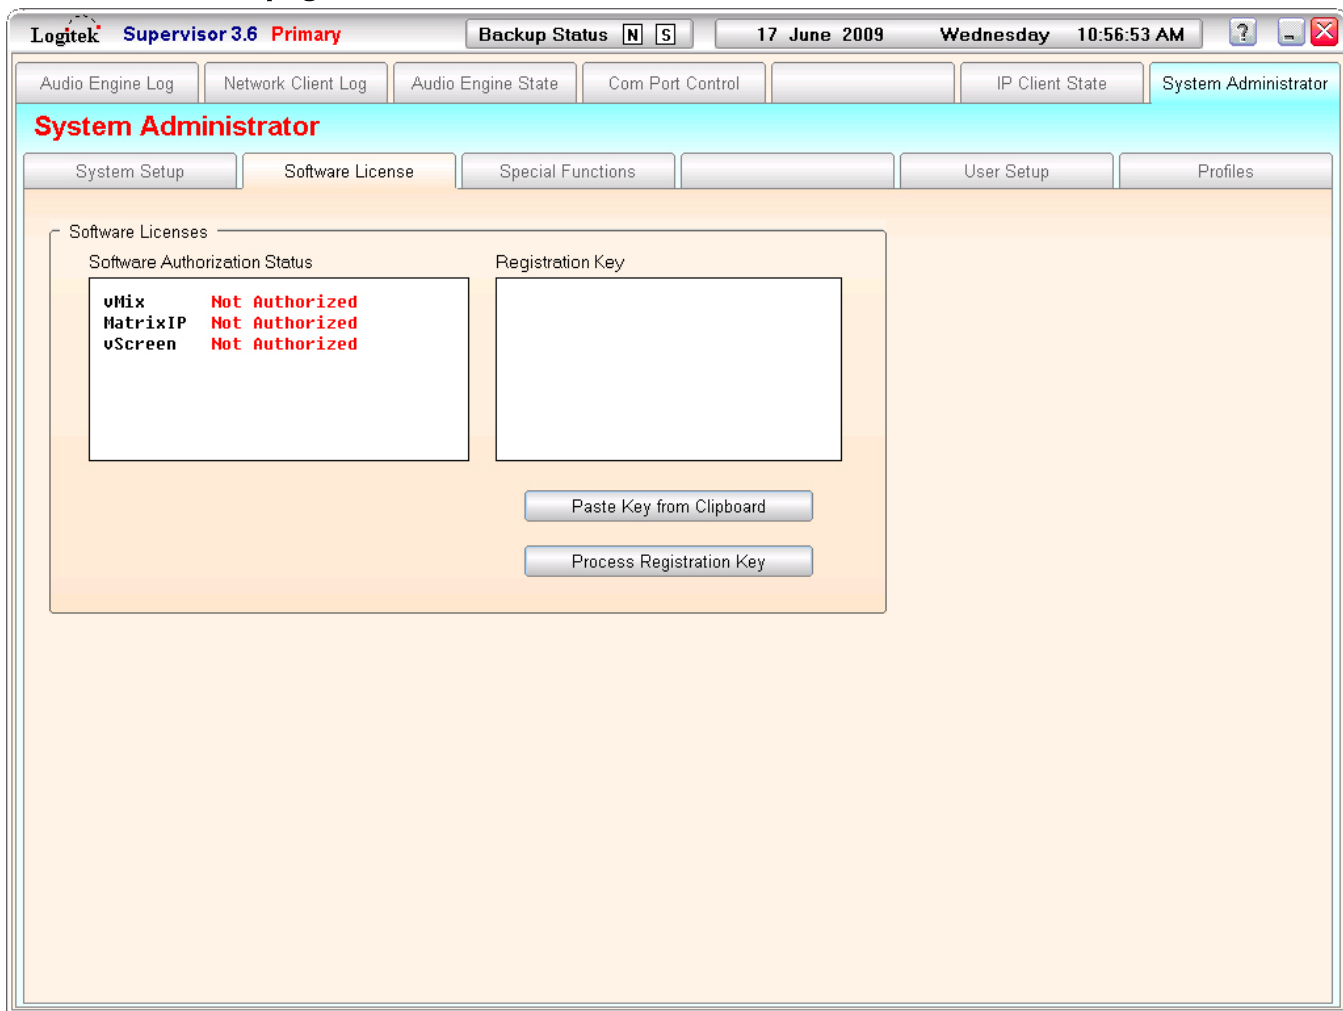 Logitek Supervisor 3.6 Primary Backup Status N S 17 June 2009 Wednesday 10:56:53 AM ?
Audio Engine Log Network Client Log Audio Engine State Com Port Control IP Client State System Administrator
System Administrator
System Setup Software License Special Functions User Setup Profiles
Software Licenses
Software Authorization Status Registration Key
vMix Not Authorized
MatrixIP Not Authorized
vScreen Not Authorized
Paste Key from Clipboard
Process Registration Key